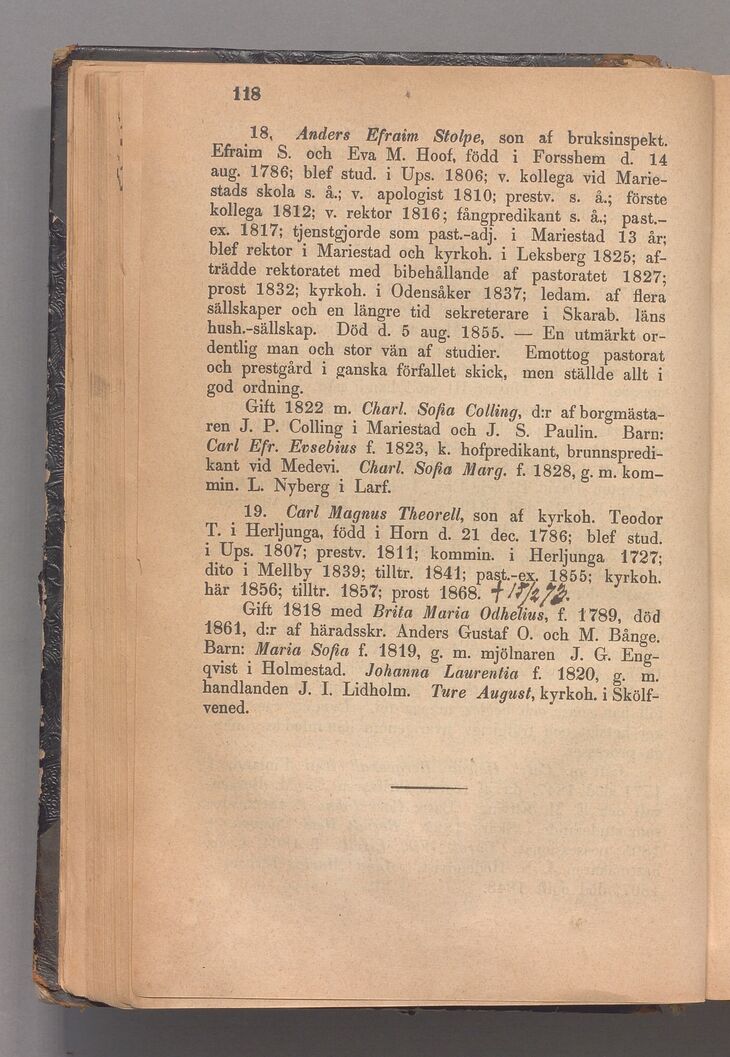 118
18. Anders Efraim Stolpe, son af bruksinspekt.
Efraim S. och Eva M. Hoof, född i Forsshem d. 14
aug. 1786; blef stud. i Ups. 1806; v. kollega vid Marie-
stads skola s. å.; v. apologist 1810; prestv. s. å.; förste
kollega 1812; v. rektor 1816; fångpredikant s. å.; past.-
ex. 1817; tjenstgjorde som past.-adj. i Mariestad 13 år;
blef rektor i Mariestad och kyrkoh. i Leksberg 1825; af-
trädde rektoratet med bibehållande af pastoratet 1827;
prost 1832; kyrkoh. i Odensåker 1837; ledam. af flera
sällskaper och en längre tid sekreterare i Skarab. läns
hush.-sällskap. Död d. 5 aug. 1855. — En utmärkt or-
dentlig man och stor vän af studier. Emottog pastorat
och prestgård i ganska förfallet skick, men ställde allt i
god ordning.
Gift 1822 m. Charl. Sofia Colling, d:r af borgmästa-
ren J. P. Colling i Mariestad och J. S. Paulin. Barn:
Carl Efr. Evsebius f. 1823, k. hofpredikant, brunnspredi-
kant vid Medevi. Charl. Sofia Marg. f. 1828, g. m. kom-
min. L. Nyberg i Larf.
19. Carl Magnus Theorell, son af kyrkoh. Teodor
T. i Herljunga, född i Horn d. 21 dec. 1786; blef stud.
i Ups. 1807; prestv. 1811; kommin. i Herljunga 1727;
dito i Mellby 1839; tilltr. 1841; past.-ex. 1855; kyrkoh.
här 1856; tilltr. 1857; prost 1868. † 15/2 72.
Gift 1818 med Brita Maria Odhelius, f. 1789, död
1861, d:r af häradsskr. Anders Gustaf O. och M. Bånge.
Barn: Maria Sofia f. 1819, g. m. mjölnaren J. G. Eng-
qvist i Holmestad. Johanna Laurentia f. 1820, g. m.
handlanden J. I. Lidholm. Ture August, kyrkoh. i Skölf-
vened.